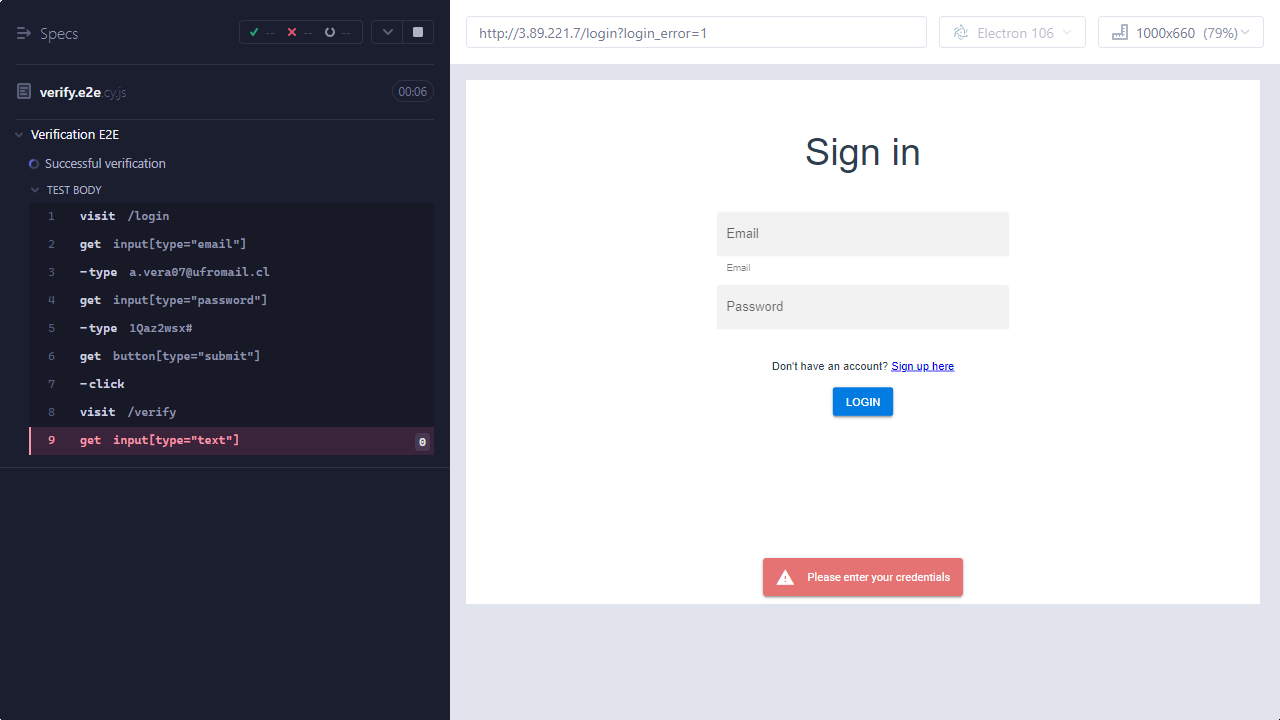 Specs
-- -- --
verify.e2e.cy.js 00:06
Verification E2E
Successful verification
TEST BODY
1 visit /login
2 get input[type="email"]
3 -type a.vera07@ufromail.cl
4 get input[type="password"]
5 -type 1Qaz2wsx#
6 get button[type="submit"]
7 -click
8 visit /verify
9 get input[type="text"] 0
http://3.89.221.7/login?login_error=1
Electron 106
1000x660 (79%)
Sign in
Email
Email
Password
Don't have an account? Sign up here
LOGIN
Please enter your credentials